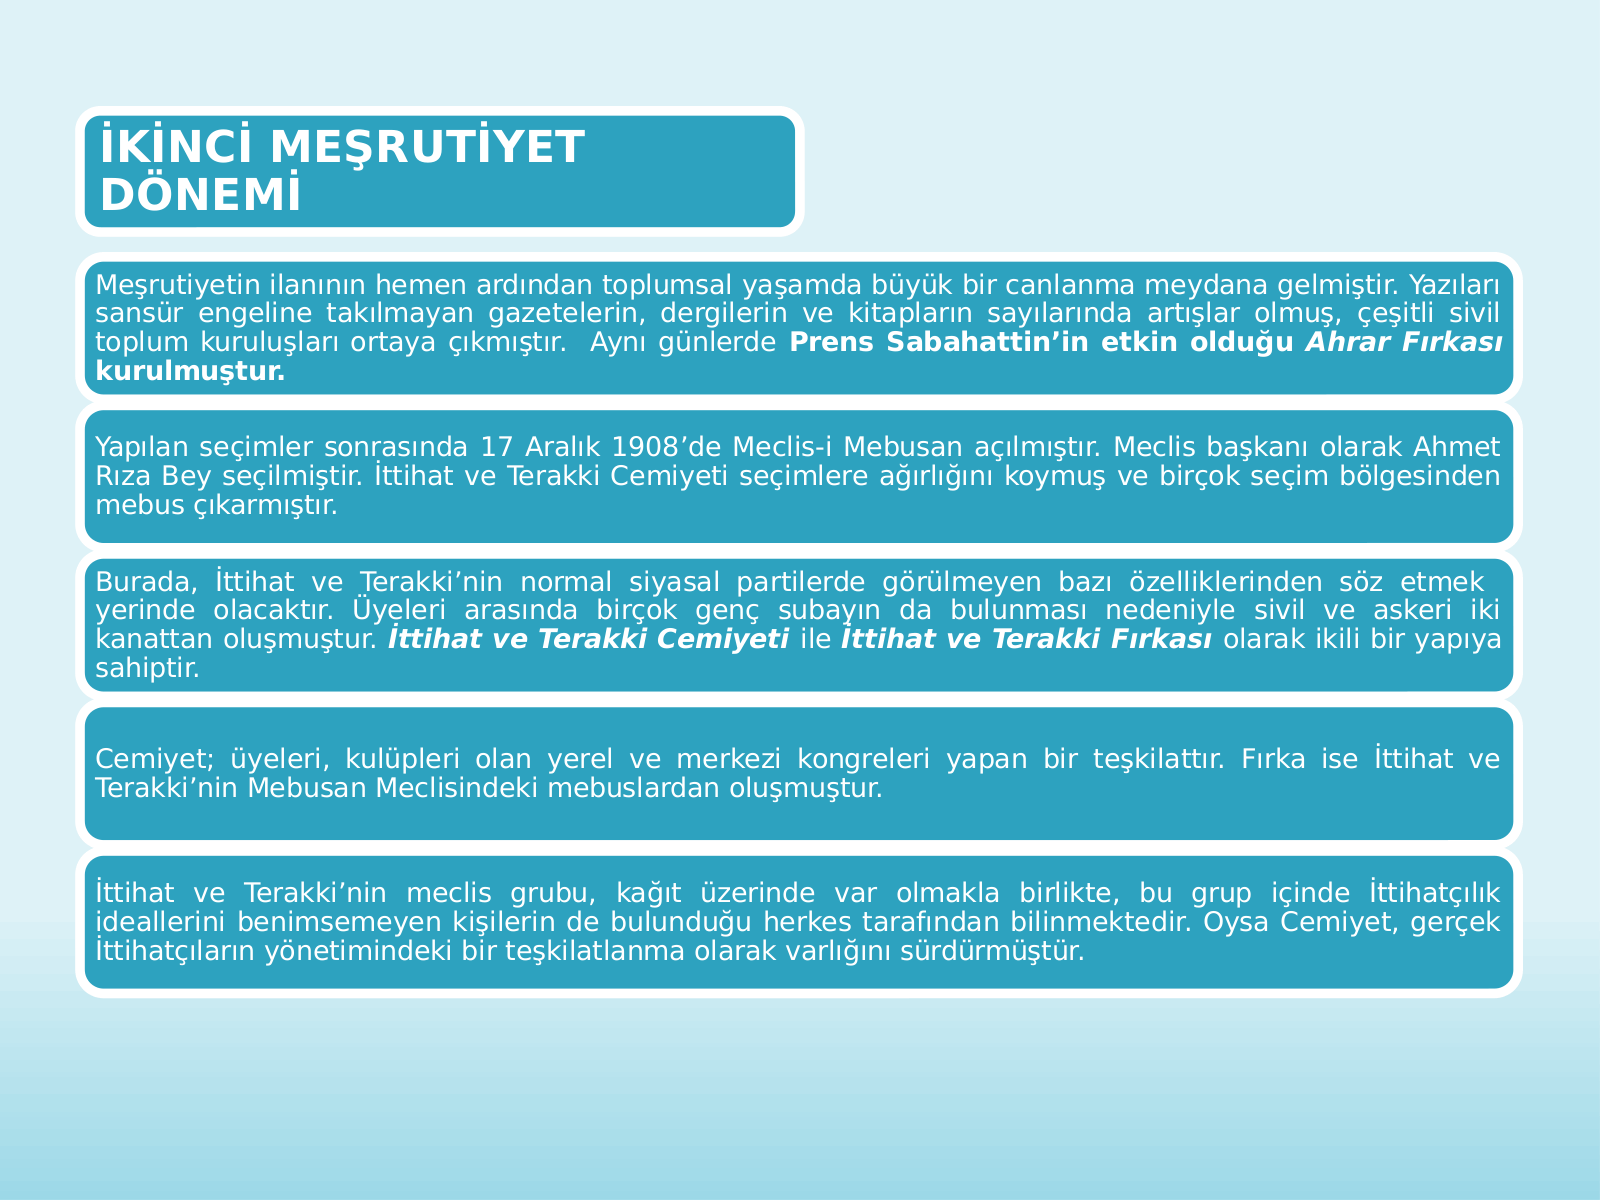 İKİNCİ MEŞRUTİYET
DÖNEMİ
Meşrutiyetin ilanının hemen ardından toplumsal yaşamda büyük bir canlanma meydana gelmiştir. Yazıları
sansür engeline takılmayan gazetelerin, dergilerin ve kitapların sayılarında artışlar olmuş, çeşitli sivil
toplum kuruluşları ortaya çıkmıştır.  Aynı günlerde Prens Sabahattin’in etkin olduğu Ahrar Fırkası
kurulmuştur.
Yapılan seçimler sonrasında 17 Aralık 1908’de Meclis-i Mebusan açılmıştır. Meclis başkanı olarak Ahmet
Rıza Bey seçilmiştir. İttihat ve Terakki Cemiyeti seçimlere ağırlığını koymuş ve birçok seçim bölgesinden
mebus çıkarmıştır.
Burada, İttihat ve Terakki’nin normal siyasal partilerde görülmeyen bazı özelliklerinden söz etmek
yerinde olacaktır. Üyeleri arasında birçok genç subayın da bulunması nedeniyle sivil ve askeri iki
kanattan oluşmuştur. İttihat ve Terakki Cemiyeti ile İttihat ve Terakki Fırkası olarak ikili bir yapıya
sahiptir.
Cemiyet; üyeleri, kulüpleri olan yerel ve merkezi kongreleri yapan bir teşkilattır. Fırka ise İttihat ve
Terakki’nin Mebusan Meclisindeki mebuslardan oluşmuştur.
İttihat ve Terakki’nin meclis grubu, kağıt üzerinde var olmakla birlikte, bu grup içinde İttihatçılık
ideallerini benimsemeyen kişilerin de bulunduğu herkes tarafından bilinmektedir. Oysa Cemiyet, gerçek
İttihatçıların yönetimindeki bir teşkilatlanma olarak varlığını sürdürmüştür.